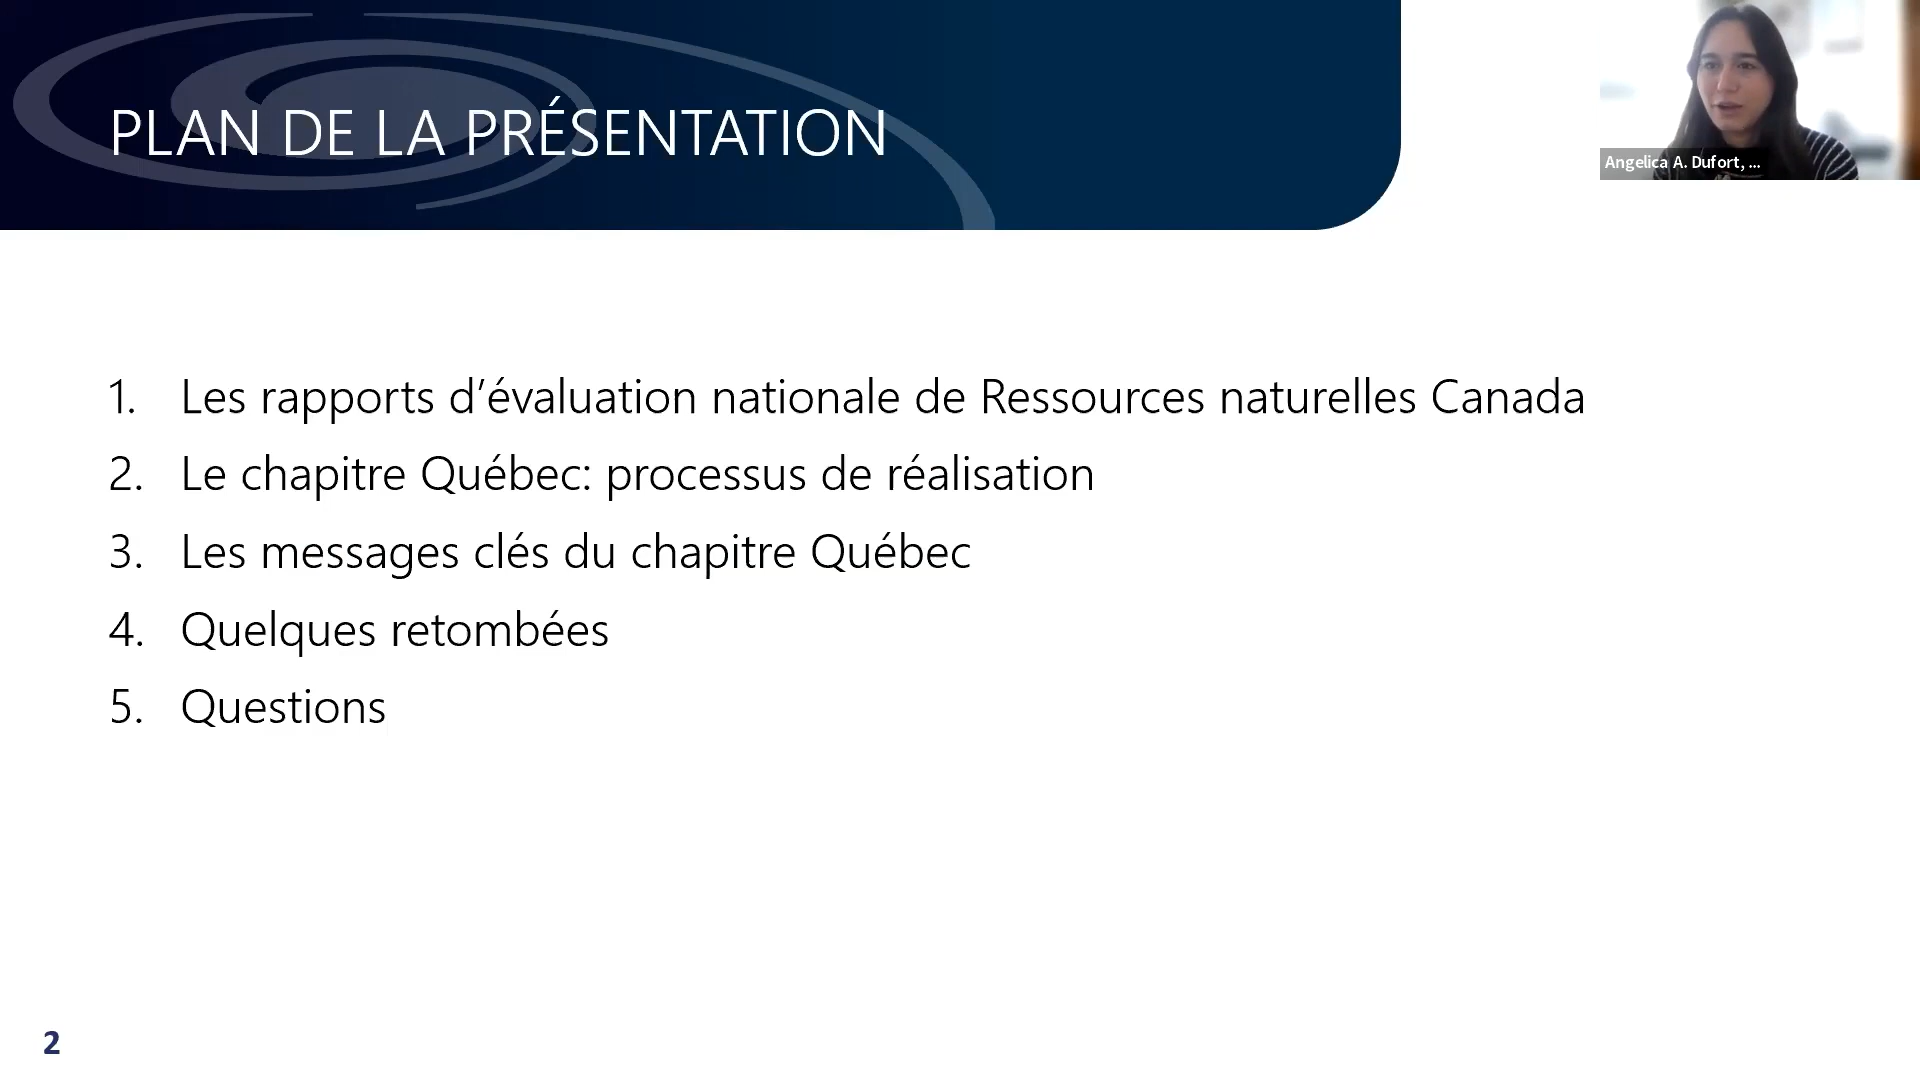 PLAN DE LA PRÉSENTATION
Angelica A. Dufort, ...
1. Les rapports d’évaluation nationale de Ressources naturelles Canada
2. Le chapitre Québec: processus de réalisation
3. Les messages clés du chapitre Québec
4. Quelques retombées
5. Questions
2